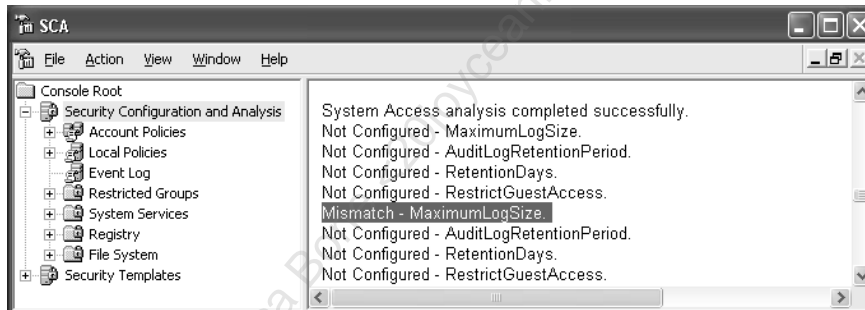 SCA
File Action View Window Help
Console Root
Security Configuration and Analysis
Account Policies
Local Policies
Event Log
Restricted Groups
System Services
Registry
File System
Security Templates
System Access analysis completed successfully.
Not Configured - MaximumLogSize.
Not Configured - AuditLogRetentionPeriod.
Not Configured - RetentionDays.
Not Configured - RestrictGuestAccess.
Mismatch - MaximumLogSize.
Not Configured - AuditLogRetentionPeriod.
Not Configured - RetentionDays.
Not Configured - RestrictGuestAccess.